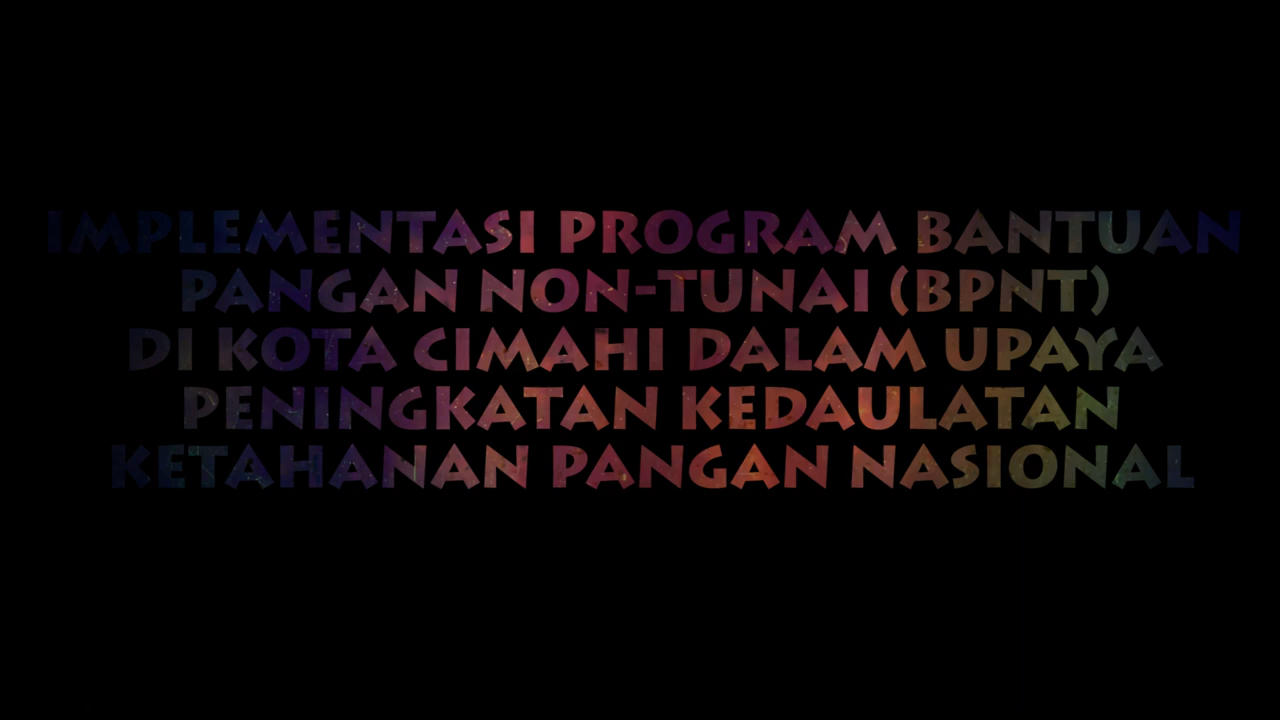 IMPLEMENTASI PROGRAM BANTUAN
PANGAN NON-TUNAI (BPNT)
DI KOTA CIMAHI DALAM UPAYA
PENINGKATAN KEDAULATAN
KETAHANAN PANGAN NASIONAL